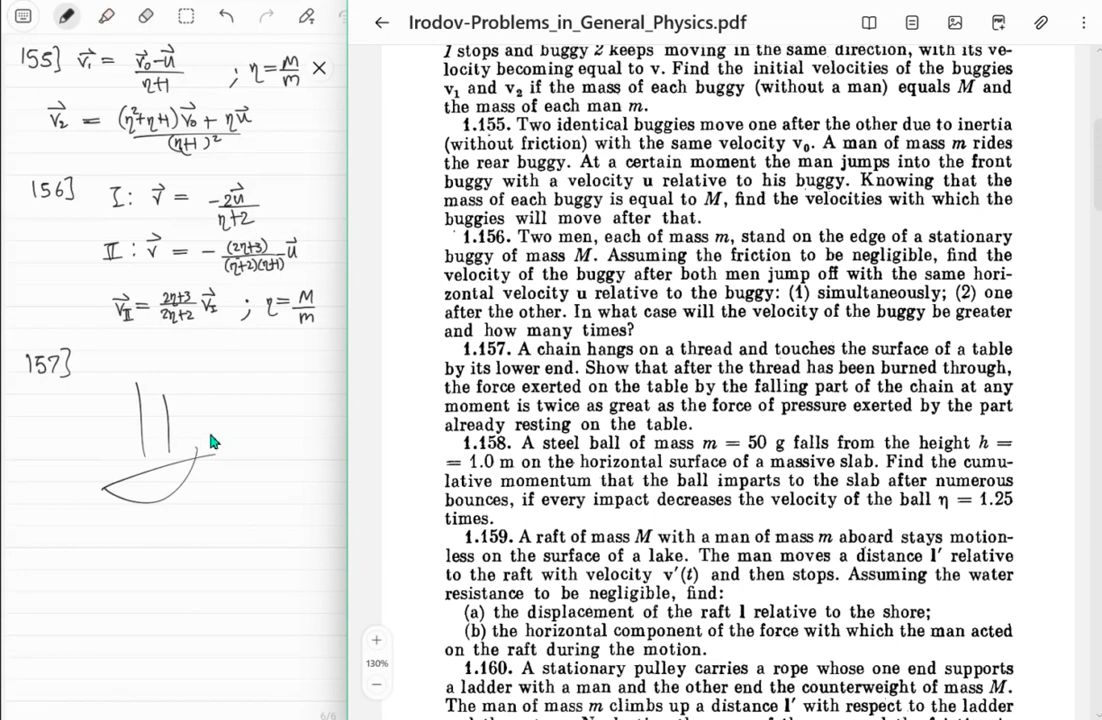 155] v⃗₁ = (v⃗₀-u⃗)/(η+1) ; η = M/m ×
v⃗₂ = ((η²+η+1)v⃗₀ + ηu⃗)/(η+1)²
156] I: v⃗ = -2u⃗/(η+2)
II: v⃗ = - (2η+3)/((η+2)(η+1)) u⃗
v⃗_II = (2η+3)/(2η+2) v⃗_I ; η = M/m
157]
6/6
Irodov-Problems_in_General_Physics.pdf
1 stops and buggy 2 keeps moving in the same direction, with its ve-
locity becoming equal to v. Find the initial velocities of the buggies
v₁ and v₂ if the mass of each buggy (without a man) equals M and
the mass of each man m.
1.155. Two identical buggies move one after the other due to inertia
(without friction) with the same velocity v₀. A man of mass m rides
the rear buggy. At a certain moment the man jumps into the front
buggy with a velocity u relative to his buggy. Knowing that the
mass of each buggy is equal to M, find the velocities with which the
buggies will move after that.
1.156. Two men, each of mass m, stand on the edge of a stationary
buggy of mass M. Assuming the friction to be negligible, find the
velocity of the buggy after both men jump off with the same hori-
zontal velocity u relative to the buggy: (1) simultaneously; (2) one
after the other. In what case will the velocity of the buggy be greater
and how many times?
1.157. A chain hangs on a thread and touches the surface of a table
by its lower end. Show that after the thread has been burned through,
the force exerted on the table by the falling part of the chain at any
moment is twice as great as the force of pressure exerted by the part
already resting on the table.
1.158. A steel ball of mass m = 50 g falls from the height h =
= 1.0 m on the horizontal surface of a massive slab. Find the cumu-
lative momentum that the ball imparts to the slab after numerous
bounces, if every impact decreases the velocity of the ball η = 1.25
times.
1.159. A raft of mass M with a man of mass m aboard stays motion-
less on the surface of a lake. The man moves a distance l' relative
to the raft with velocity v'(t) and then stops. Assuming the water
resistance to be negligible, find:
(a) the displacement of the raft l relative to the shore;
(b) the horizontal component of the force with which the man acted
on the raft during the motion.
1.160. A stationary pulley carries a rope whose one end supports
a ladder with a man and the other end the counterweight of mass M.
The man of mass m climbs up a distance l' with respect to the ladder
+
130%
−